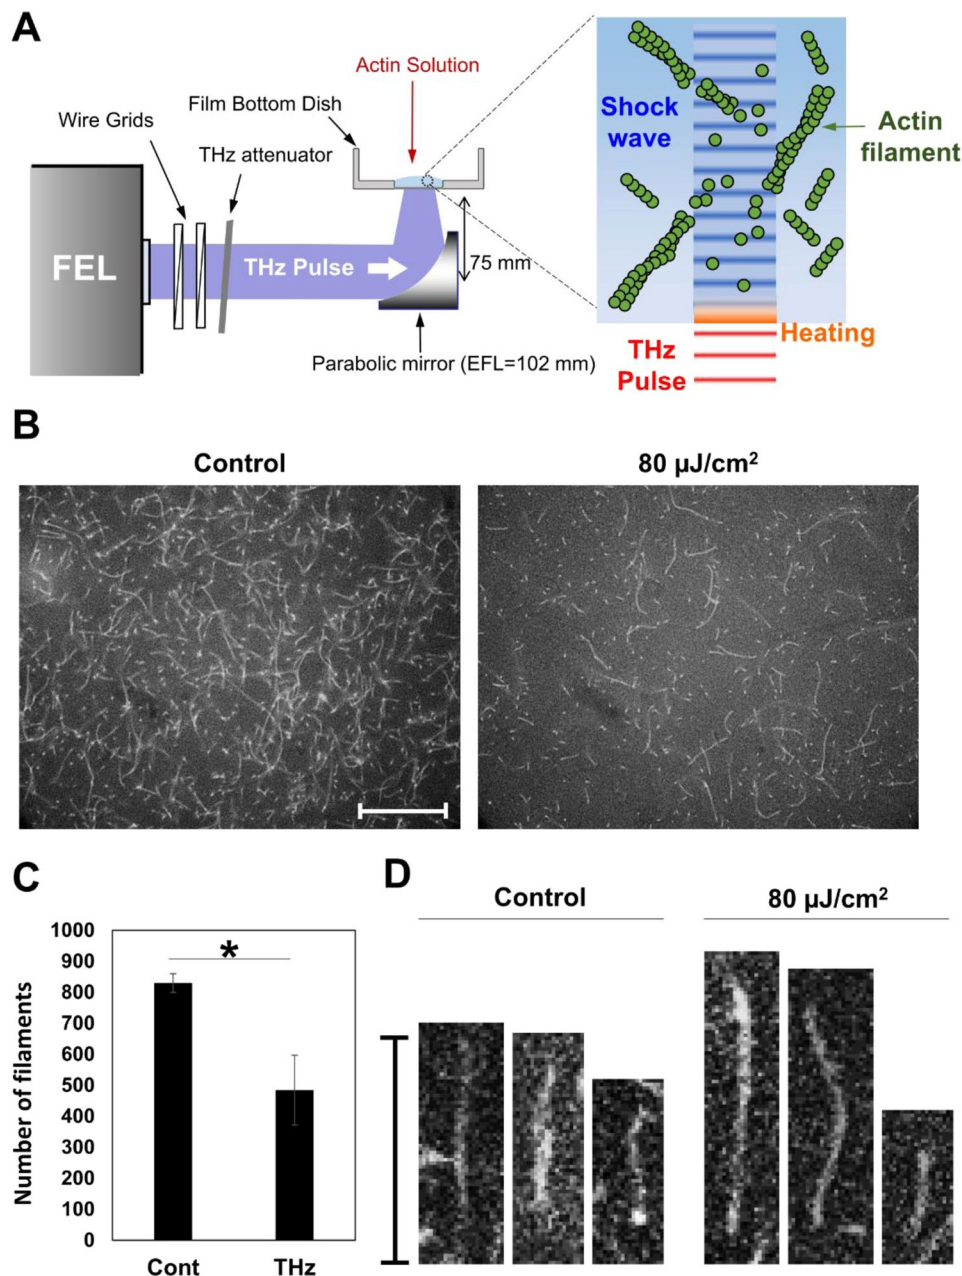 A
Actin Solution
Film Bottom Dish
Wire Grids
THz attenuator
FEL
THz Pulse
75 mm
Parabolic mirror (EFL=102 mm)
Shock
wave
Actin
filament
Heating
THz
Pulse
B
Control
80 µJ/cm²
C
Number of filaments
1000
900
800
700
600
500
400
300
200
100
0
*
Cont
THz
D
Control
80 µJ/cm²